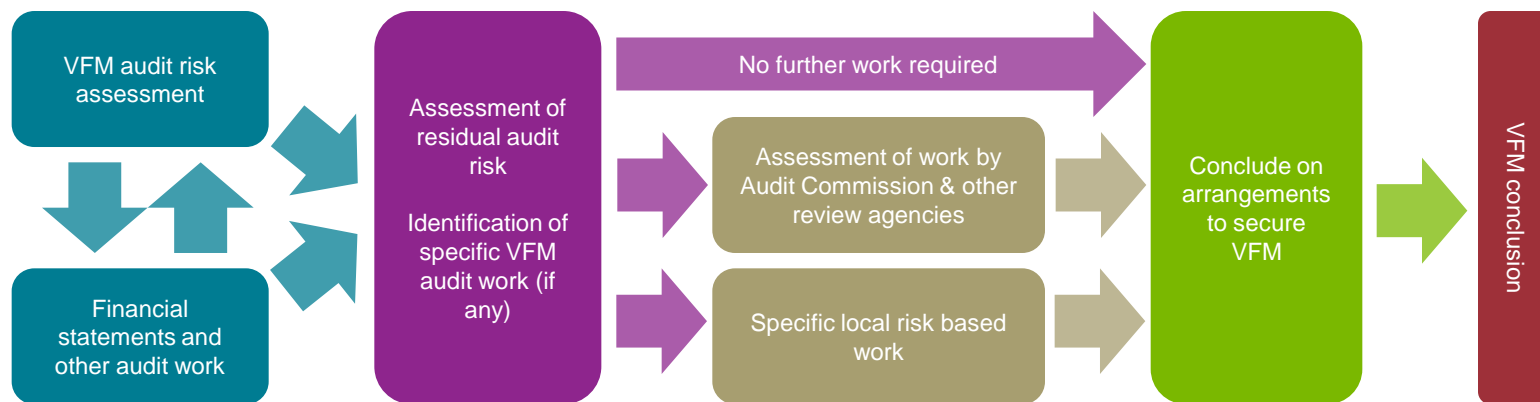 VFM audit risk
assessment
Financial
statements and
other audit work
Assessment of
residual audit
risk
Identification of
specific VFM
audit work (if
any)
No further work required
Assessment of work by
Audit Commission & other
review agencies
Specific local risk based
work
Conclude on
arrangements
to secure
VFM
VFM conclusion